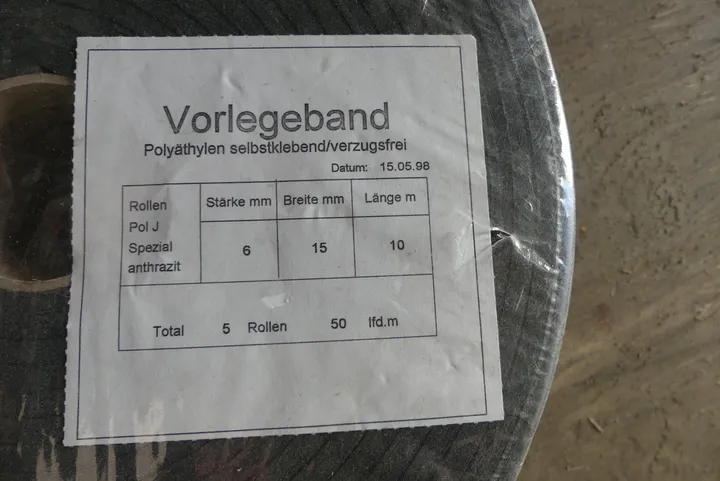 Vorlegeband
Polyäthylen selbstklebend/verzugsfrei
Datum: 15.05.98
Rollen
Pol J
Spezial
anthrazit
Stärke mm Breite mm Länge m
6 15 10
Total 5 Rollen 50 lfd.m